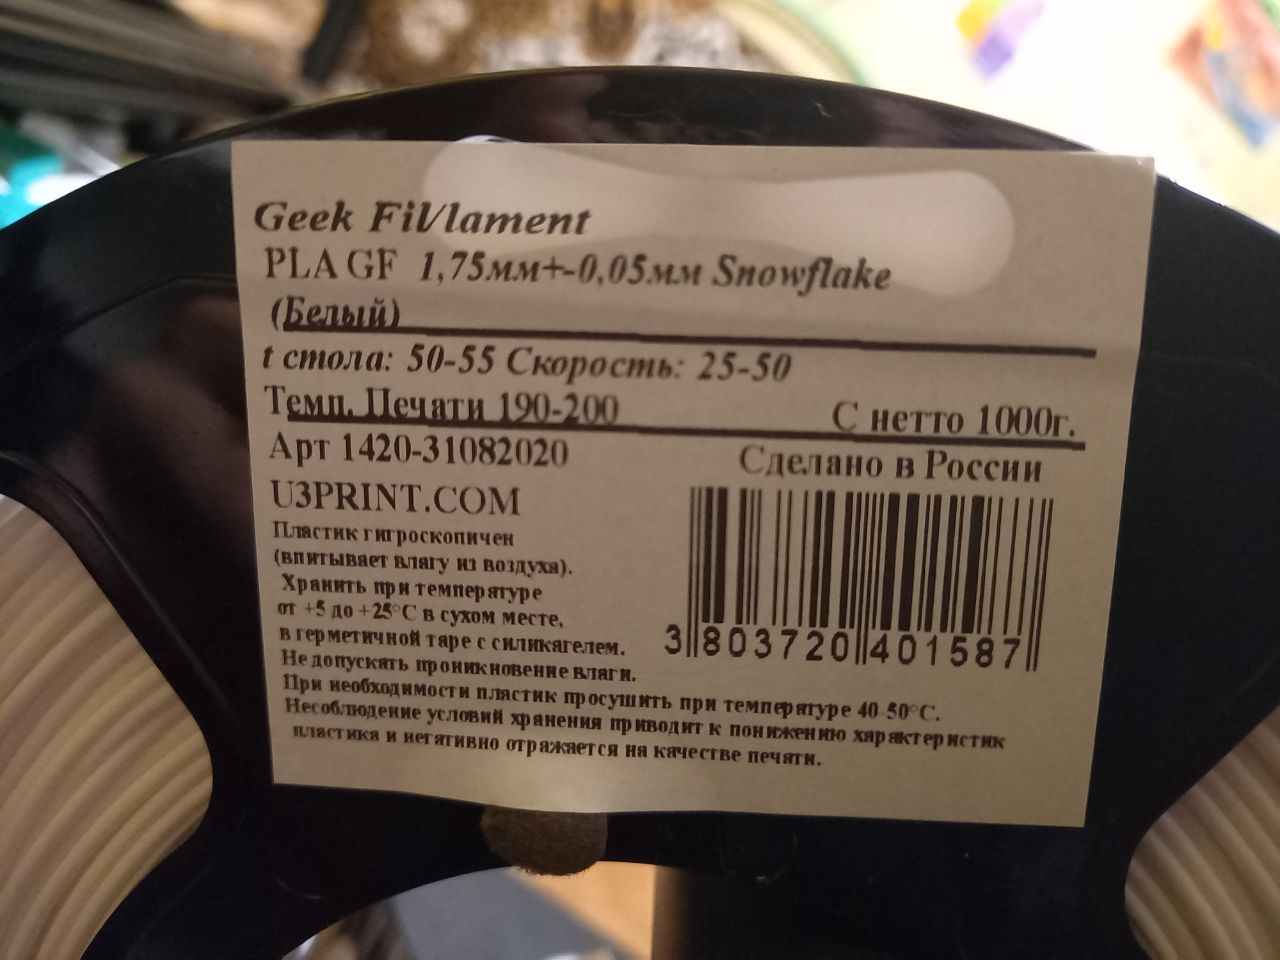 Geek Fil/lament
PLA GF 1,75мм+-0,05мм Snowflake
(Белый)
t стола: 50-55 Скорость: 25-50
Темп. Печати 190-200
С нетто 1000г.
Арт 1420-31082020
Сделано в России
U3PRINT.COM
Пластик гигроскопичен
(впитывает влагу из воздуха).
Хранить при температуре
от +5 до +25°C в сухом месте,
в герметичной таре с силикагелем.
Не допускать проникновение влаги.
При необходимости пластик просушить при температуре 40-50°C.
Несоблюдение условий хранения приводит к понижению характеристик
пластика и негативно отражается на качестве печати.
3 803720 401587